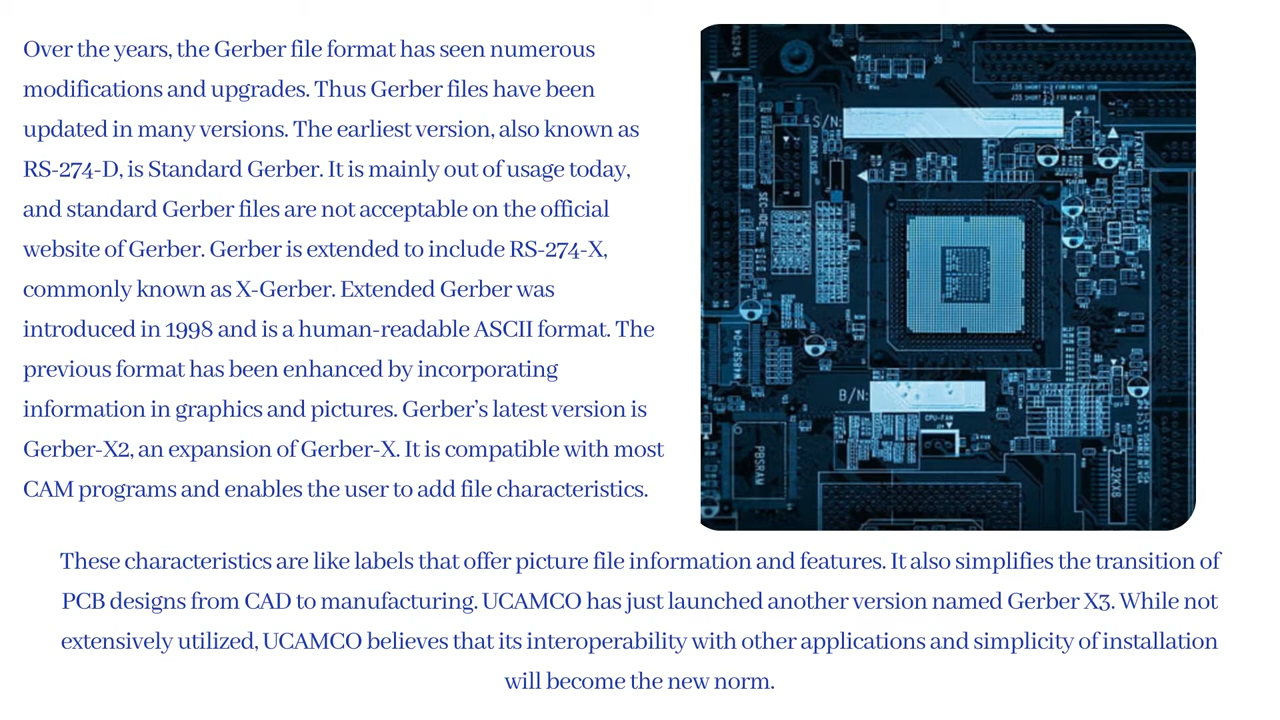 Over the years, the Gerber file format has seen numerous
modifications and upgrades. Thus Gerber files have been
updated in many versions. The earliest version, also known as
RS-274-D, is Standard Gerber. It is mainly out of usage today,
and standard Gerber files are not acceptable on the official
website of Gerber. Gerber is extended to include RS-274-X,
commonly known as X-Gerber. Extended Gerber was
introduced in 1998 and is a human-readable ASCII format. The
previous format has been enhanced by incorporating
information in graphics and pictures. Gerber's latest version is
Gerber-X2, an expansion of Gerber-X. It is compatible with most
CAM programs and enables the user to add file characteristics.
S/N:
B/N:
CPU-FAN
PBSRAM
32KX8
These characteristics are like labels that offer picture file information and features. It also simplifies the transition of
PCB designs from CAD to manufacturing. UCAMCO has just launched another version named Gerber X3. While not
extensively utilized, UCAMCO believes that its interoperability with other applications and simplicity of installation
will become the new norm.